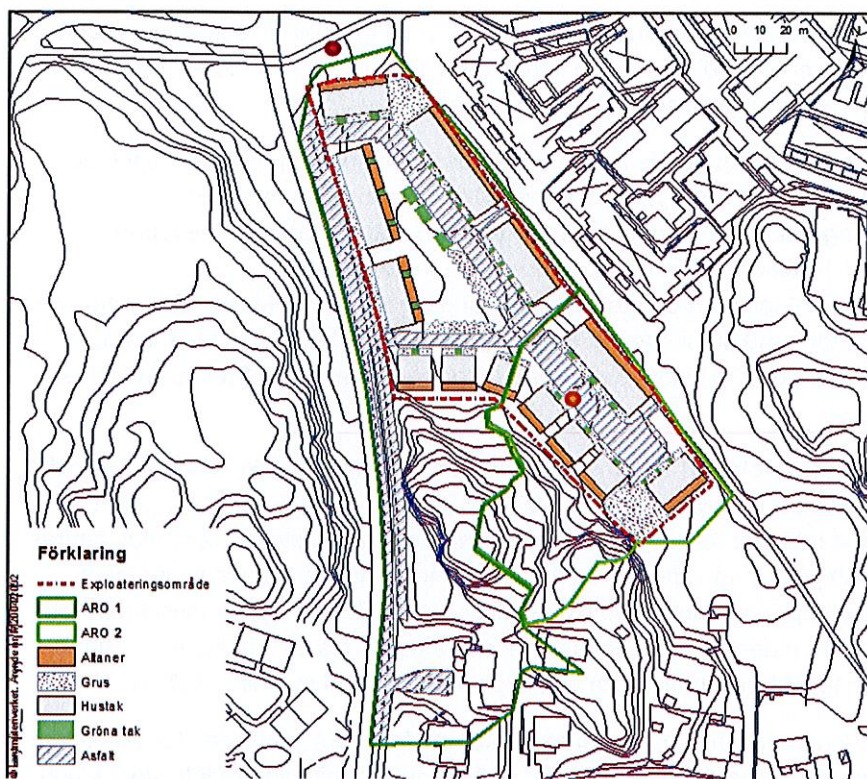 0 10 20 m
Förklaring
Exploateringsområde
ARO 1
ARO 2
Altaner
Grus
Hustak
Gröna tak
Asfalt